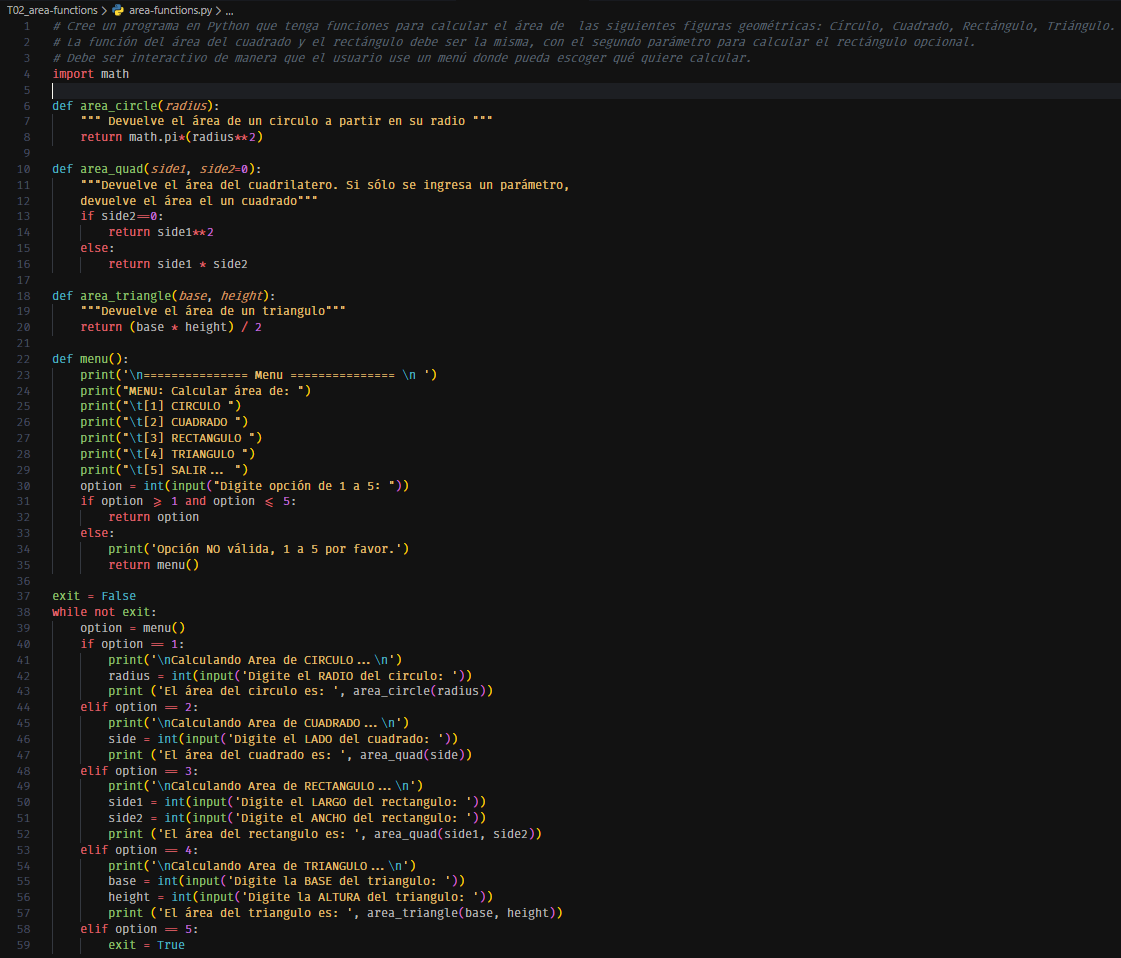 T02_area-functions > area-functions.py > ...
1 # Cree un programa en Python que tenga funciones para calcular el área de  las siguientes figuras geométricas: Círculo, Cuadrado, Rectángulo, Triángulo.
2 # La función del área del cuadrado y el rectángulo debe ser la misma, con el segundo parámetro para calcular el rectángulo opcional.
3 # Debe ser interactivo de manera que el usuario use un menú donde pueda escoger qué quiere calcular.
4 import math
5
6 def area_circle(radius):
7     """ Devuelve el área de un circulo a partir en su radio """
8     return math.pi*(radius**2)
9
10 def area_quad(side1, side2=0):
11     """Devuelve el área del cuadrilatero. Si sólo se ingresa un parámetro,
12     devuelve el área el un cuadrado"""
13     if side2==0:
14         return side1**2
15     else:
16         return side1 * side2
17
18 def area_triangle(base, height):
19     """Devuelve el área de un triangulo"""
20     return (base * height) / 2
21
22 def menu():
23     print('\n=============== Menu =============== \n ')
24     print("MENU: Calcular área de: ")
25     print("\t[1] CIRCULO ")
26     print("\t[2] CUADRADO ")
27     print("\t[3] RECTANGULO ")
28     print("\t[4] TRIANGULO ")
29     print("\t[5] SALIR... ")
30     option = int(input("Digite opción de 1 a 5: "))
31     if option >= 1 and option <= 5:
32         return option
33     else:
34         print('Opción NO válida, 1 a 5 por favor.')
35         return menu()
36
37 exit = False
38 while not exit:
39     option = menu()
40     if option == 1:
41         print('\nCalculando Area de CIRCULO...\n')
42         radius = int(input('Digite el RADIO del circulo: '))
43         print ('El área del circulo es: ', area_circle(radius))
44     elif option == 2:
45         print('\nCalculando Area de CUADRADO...\n')
46         side = int(input('Digite el LADO del cuadrado: '))
47         print ('El área del cuadrado es: ', area_quad(side))
48     elif option == 3:
49         print('\nCalculando Area de RECTANGULO...\n')
50         side1 = int(input('Digite el LARGO del rectangulo: '))
51         side2 = int(input('Digite el ANCHO del rectangulo: '))
52         print ('El área del rectangulo es: ', area_quad(side1, side2))
53     elif option == 4:
54         print('\nCalculando Area de TRIANGULO...\n')
55         base = int(input('Digite la BASE del triangulo: '))
56         height = int(input('Digite la ALTURA del triangulo: '))
57         print ('El área del triangulo es: ', area_triangle(base, height))
58     elif option == 5:
59         exit = True